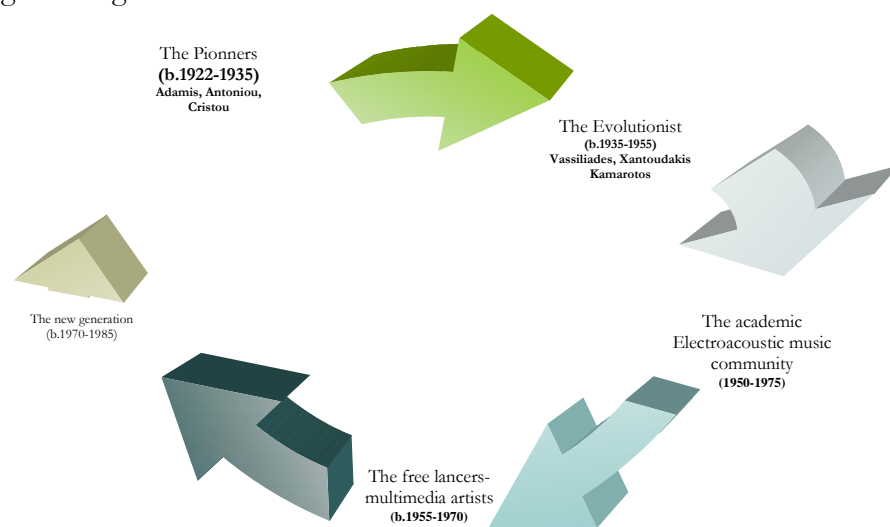 The Pionners
(b.1922-1935)
Adamis, Antoniou,
Cristou
The Evolutionist
(b.1935-1955)
Vassiliades, Xantoudakis
Kamarotos
The academic
Electroacoustic music
community
(1950-1975)
The free lancers-
multimedia artists
(b.1955-1970)
The new generation
(b.1970-1985)